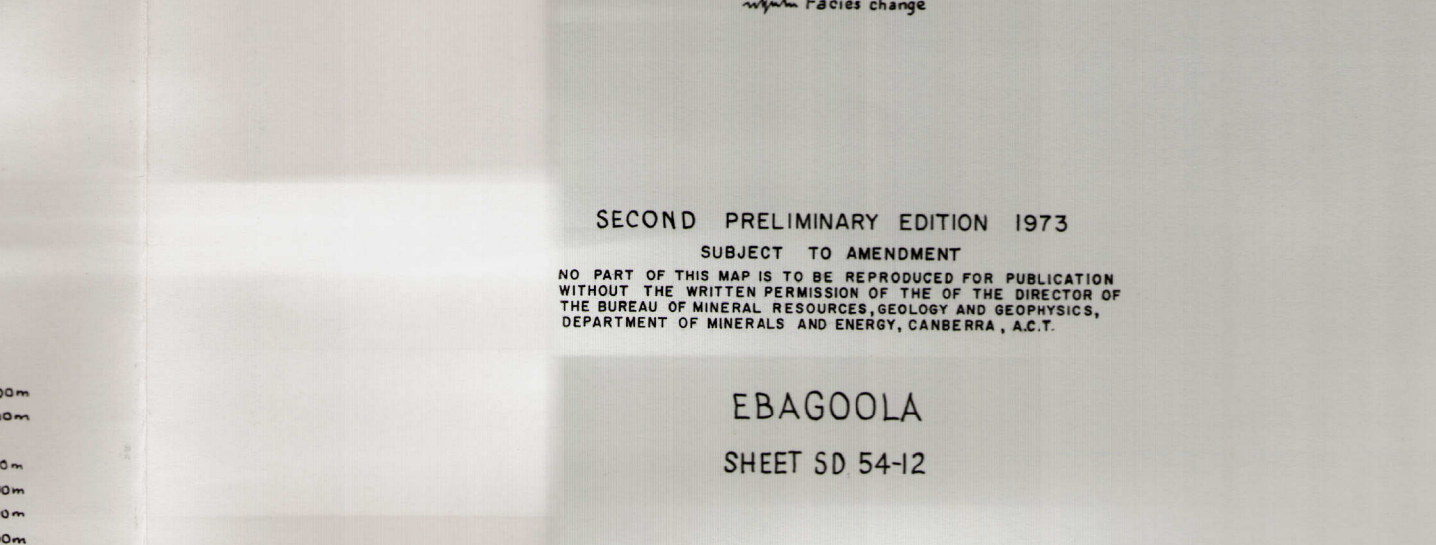 Facies change
SECOND PRELIMINARY EDITION 1973
SUBJECT TO AMENDMENT
NO PART OF THIS MAP IS TO BE REPRODUCED FOR PUBLICATION
WITHOUT THE WRITTEN PERMISSION OF THE OF THE DIRECTOR OF
THE BUREAU OF MINERAL RESOURCES, GEOLOGY AND GEOPHYSICS,
DEPARTMENT OF MINERALS AND ENERGY, CANBERRA, A.C.T.
EBAGOOLA
SHEET SD 54-12